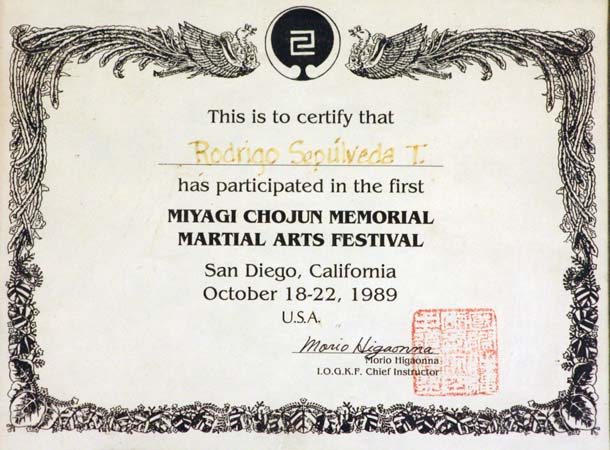 This is to certify that
Rodrigo Sepúlveda T.
has participated in the first
MIYAGI CHOJUN MEMORIAL
MARTIAL ARTS FESTIVAL
San Diego, California
October 18-22, 1989
U.S.A.
Morio Higaonna
Morio Higaonna
I.O.G.K.F. Chief Instructor